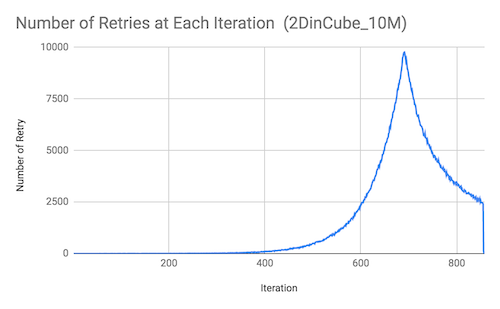 Number of Retries at Each Iteration (2DinCube_10M)
10000
7500
5000
2500
0
Number of Retry
200 400 600 800
Iteration